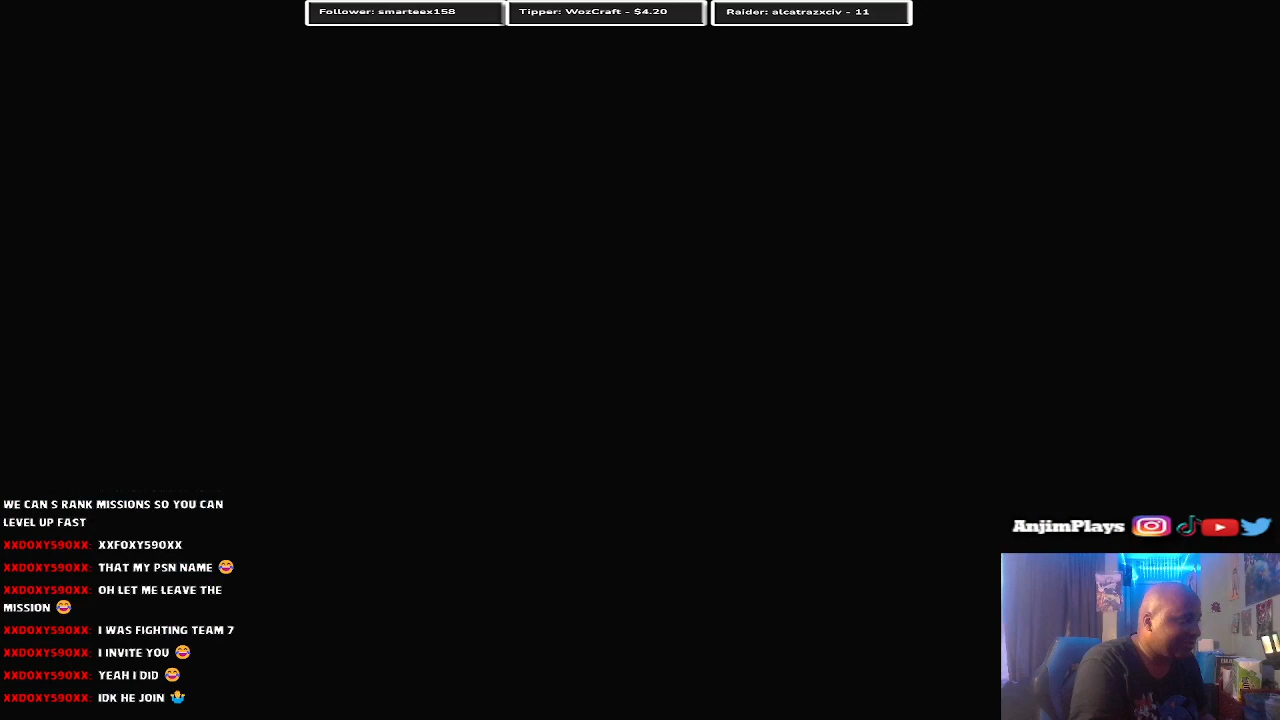 Follower: smarteex158
Tipper: WozCraft - $4.20
Raider: alcatrazxciv - 11
WE CAN S RANK MISSIONS SO YOU CAN
LEVEL UP FAST
XXDOXY590XX: XXFOXY590XX
XXDOXY590XX: THAT MY PSN NAME 😂
XXDOXY590XX: OH LET ME LEAVE THE
MISSION 😂
XXDOXY590XX: I WAS FIGHTING TEAM 7
XXDOXY590XX: I INVITE YOU 😂
XXDOXY590XX: YEAH I DID 😂
XXDOXY590XX: IDK HE JOIN 🤷
AnjimPlays